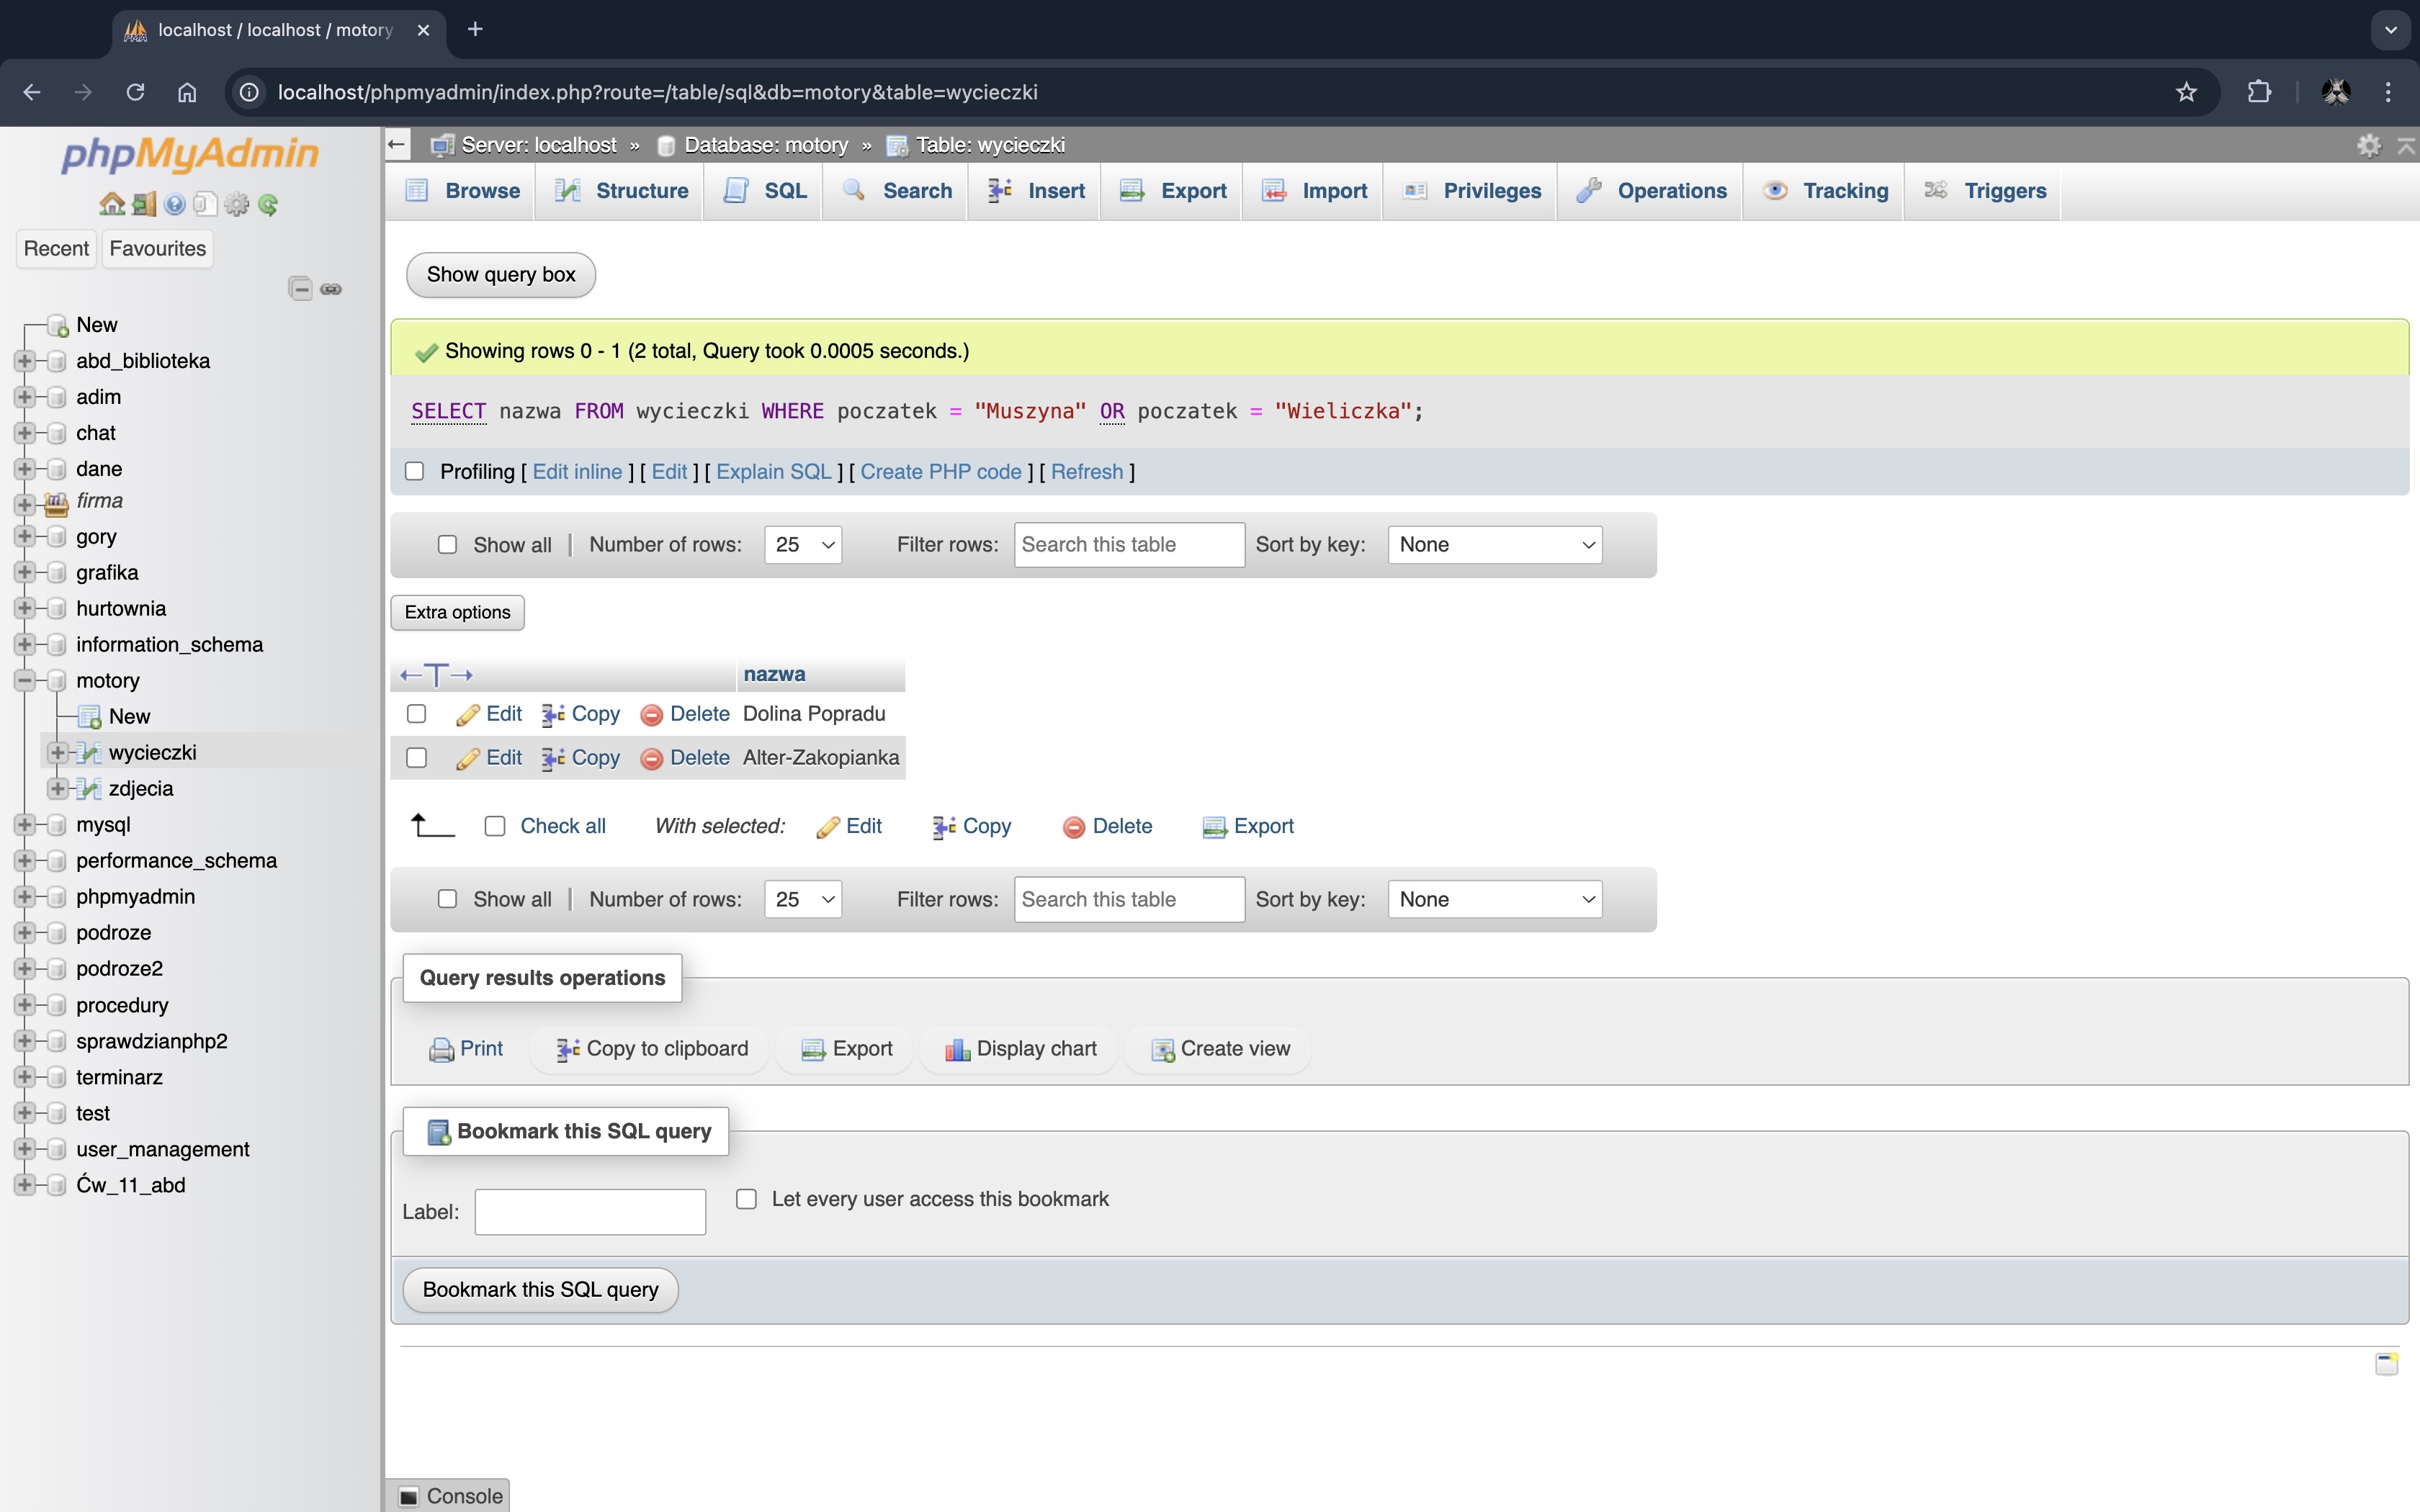 localhost / localhost / motory
localhost/phpmyadmin/index.php?route=/table/sql&db=motory&table=wycieczki
phpMyAdmin
Recent Favourites
New
abd_biblioteka
adim
chat
dane
firma
gory
grafika
hurtownia
information_schema
motory
New
wycieczki
zdjecia
mysql
performance_schema
phpmyadmin
podroze
podroze2
procedury
sprawdzianphp2
terminarz
test
user_management
Ćw_11_abd
Server: localhost » Database: motory » Table: wycieczki
Browse Structure SQL Search Insert Export Import Privileges Operations Tracking Triggers
Show query box
Showing rows 0 - 1 (2 total, Query took 0.0005 seconds.)
SELECT nazwa FROM wycieczki WHERE poczatek = "Muszyna" OR poczatek = "Wieliczka";
Profiling [ Edit inline ] [ Edit ] [ Explain SQL ] [ Create PHP code ] [ Refresh ]
Show all | Number of rows: 25 Filter rows: Search this table Sort by key: None
Extra options
←T→ nazwa
Edit Copy Delete Dolina Popradu
Edit Copy Delete Alter-Zakopianka
Check all With selected: Edit Copy Delete Export
Show all | Number of rows: 25 Filter rows: Search this table Sort by key: None
Query results operations
Print Copy to clipboard Export Display chart Create view
Bookmark this SQL query
Label: Let every user access this bookmark
Bookmark this SQL query
Console